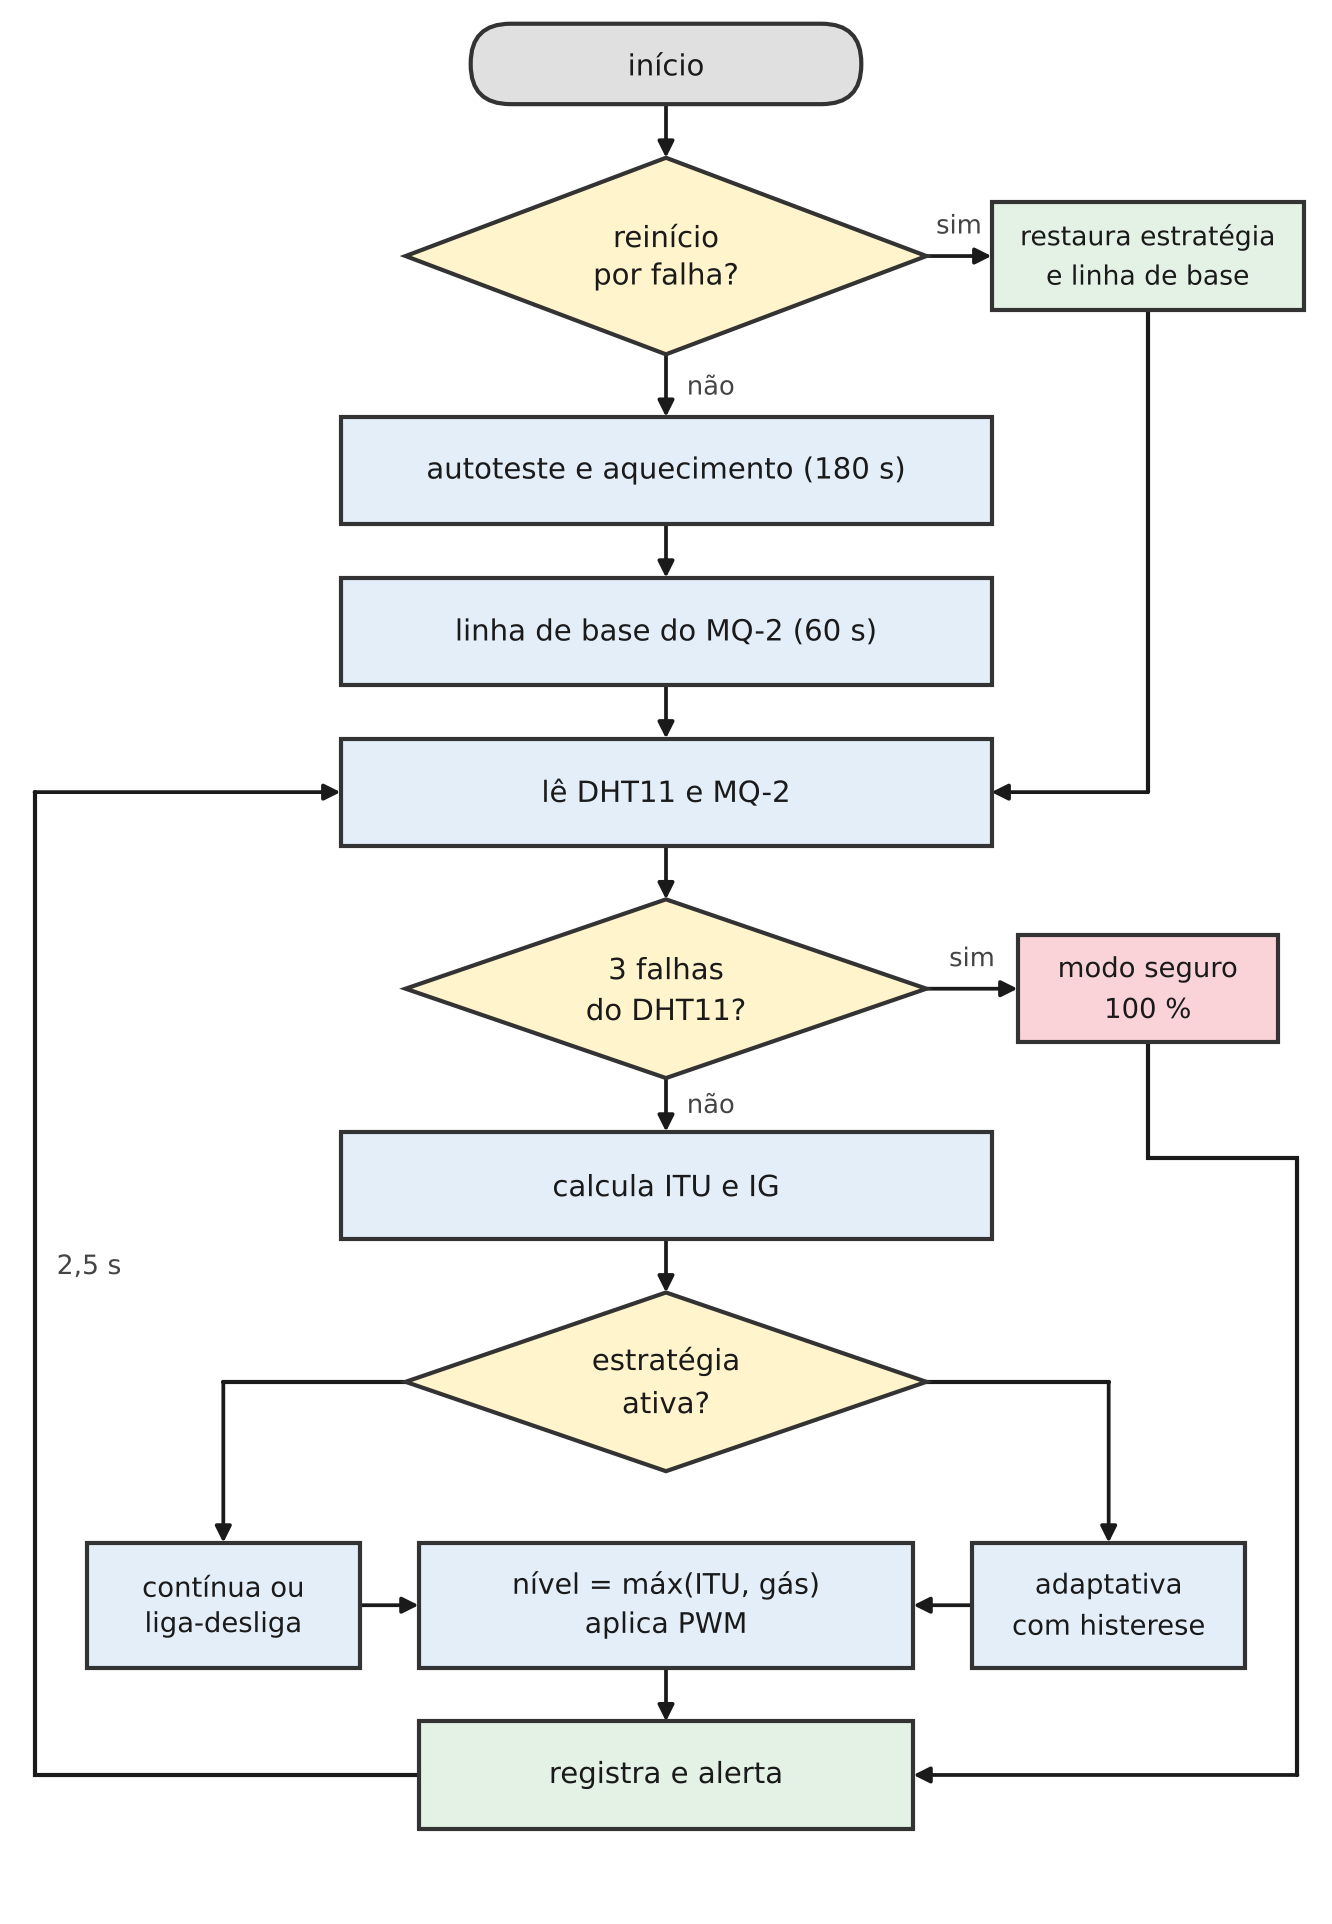 início
reinício
por falha?
sim
restaura estratégia
e linha de base
não
autoteste e aquecimento (180 s)
linha de base do MQ-2 (60 s)
lê DHT11 e MQ-2
3 falhas
do DHT11?
sim
modo seguro
100 %
não
calcula ITU e IG
2,5 s
estratégia
ativa?
contínua ou
liga-desliga
nível = máx(ITU, gás)
aplica PWM
adaptativa
com histerese
registra e alerta